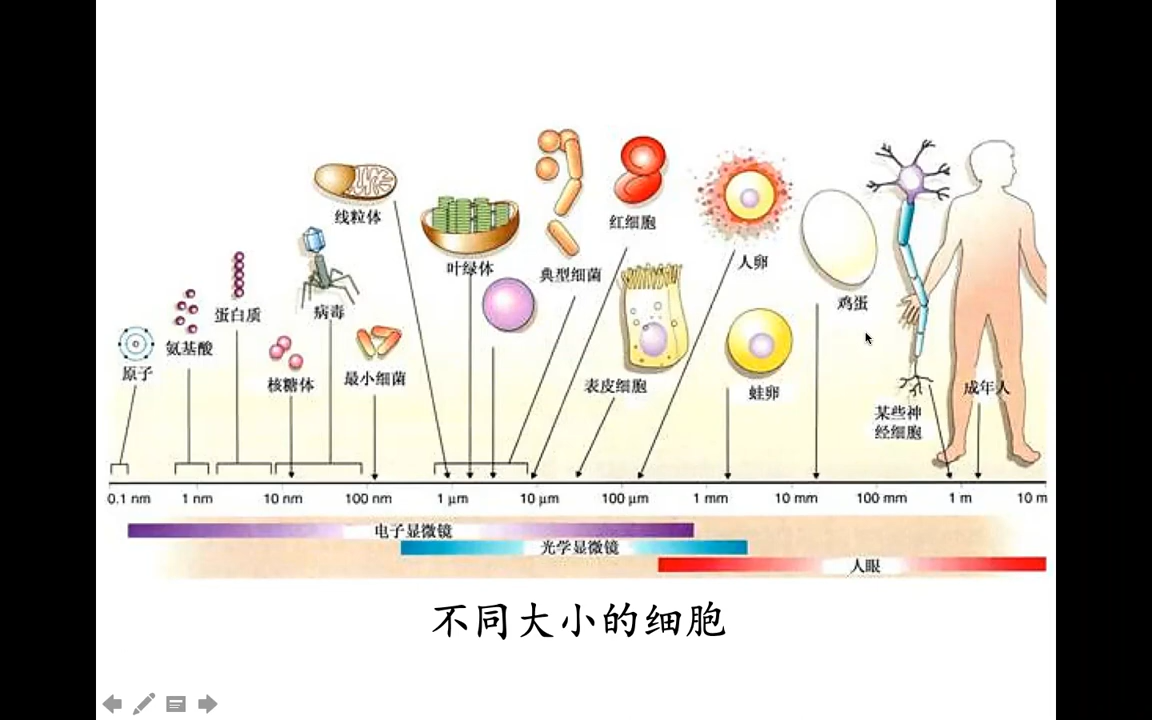 线粒体
叶绿体
典型细菌
红细胞
人卵
鸡蛋
蛋白质
病毒
氨基酸
原子
核糖体
最小细菌
表皮细胞
蛙卵
某些神
经细胞
成年人
0.1 nm 1 nm 10 nm 100 nm 1 μm 10 μm 100 μm 1 mm 10 mm 100 mm 1 m 10 m
电子显微镜
光学显微镜
人眼
不同大小的细胞